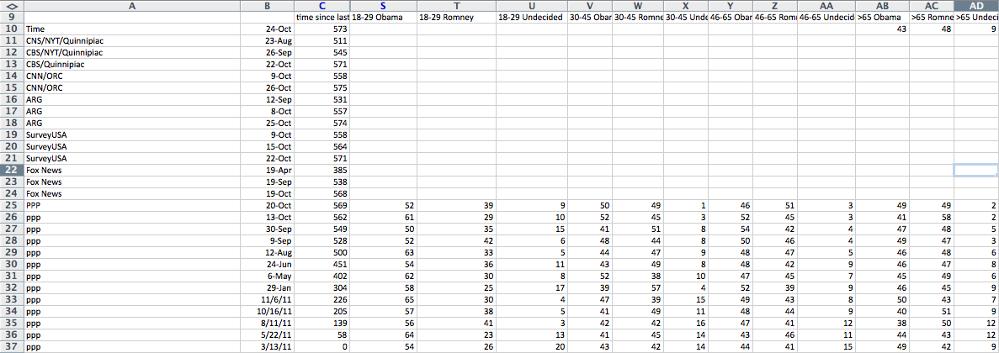 A B C S T U V W X Y Z AA AB AC AD
9 time since last 18-29 Obama 18-29 Romney 18-29 Undecided 30-45 Obar 30-45 Romne 30-45 Unde 46-65 Obar 46-65 Romi 46-65 Undecid >65 Obama >65 Romne >65 Undeci
10 Time 24-Oct 573 43 48 9
11 CNS/NYT/Quinnipiac 23-Aug 511
12 CBS/NYT/Quinnipiac 26-Sep 545
13 CBS/Quinnipiac 22-Oct 571
14 CNN/ORC 9-Oct 558
15 CNN/ORC 26-Oct 575
16 ARG 12-Sep 531
17 ARG 8-Oct 557
18 ARG 25-Oct 574
19 SurveyUSA 9-Oct 558
20 SurveyUSA 15-Oct 564
21 SurveyUSA 22-Oct 571
22 Fox News 19-Apr 385
23 Fox News 19-Sep 538
24 Fox News 19-Oct 568
25 PPP 20-Oct 569 52 39 9 50 49 1 46 51 3 49 49 2
26 ppp 13-Oct 562 61 29 10 52 45 3 52 45 3 41 58 2
27 ppp 30-Sep 549 50 35 15 41 51 8 54 42 4 47 48 5
28 ppp 9-Sep 528 52 42 6 48 44 8 50 46 4 49 47 3
29 ppp 12-Aug 500 63 33 5 44 47 9 48 47 5 46 48 6
30 ppp 24-Jun 451 54 36 11 43 49 8 48 42 9 46 47 8
31 ppp 6-May 402 62 30 8 52 38 10 47 45 7 45 49 6
32 ppp 29-Jan 304 58 25 17 39 57 4 52 39 9 46 45 9
33 ppp 11/6/11 226 65 30 4 47 39 15 49 43 8 50 43 7
34 ppp 10/16/11 205 57 38 5 41 49 11 48 44 9 40 51 9
35 ppp 8/11/11 139 56 41 3 42 42 16 47 41 12 38 50 12
36 ppp 5/22/11 58 64 23 13 41 45 14 43 46 11 44 43 12
37 ppp 3/13/11 0 54 26 20 43 42 14 44 41 15 49 42 9